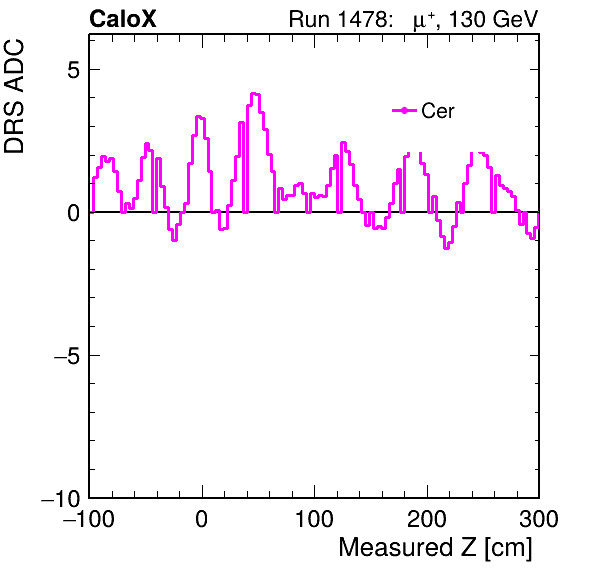 CaloX Run 1478: μ⁺, 130 GeV
DRS ADC
Cer
5
0
−5
−10
−100 0 100 200 300
Measured Z [cm]